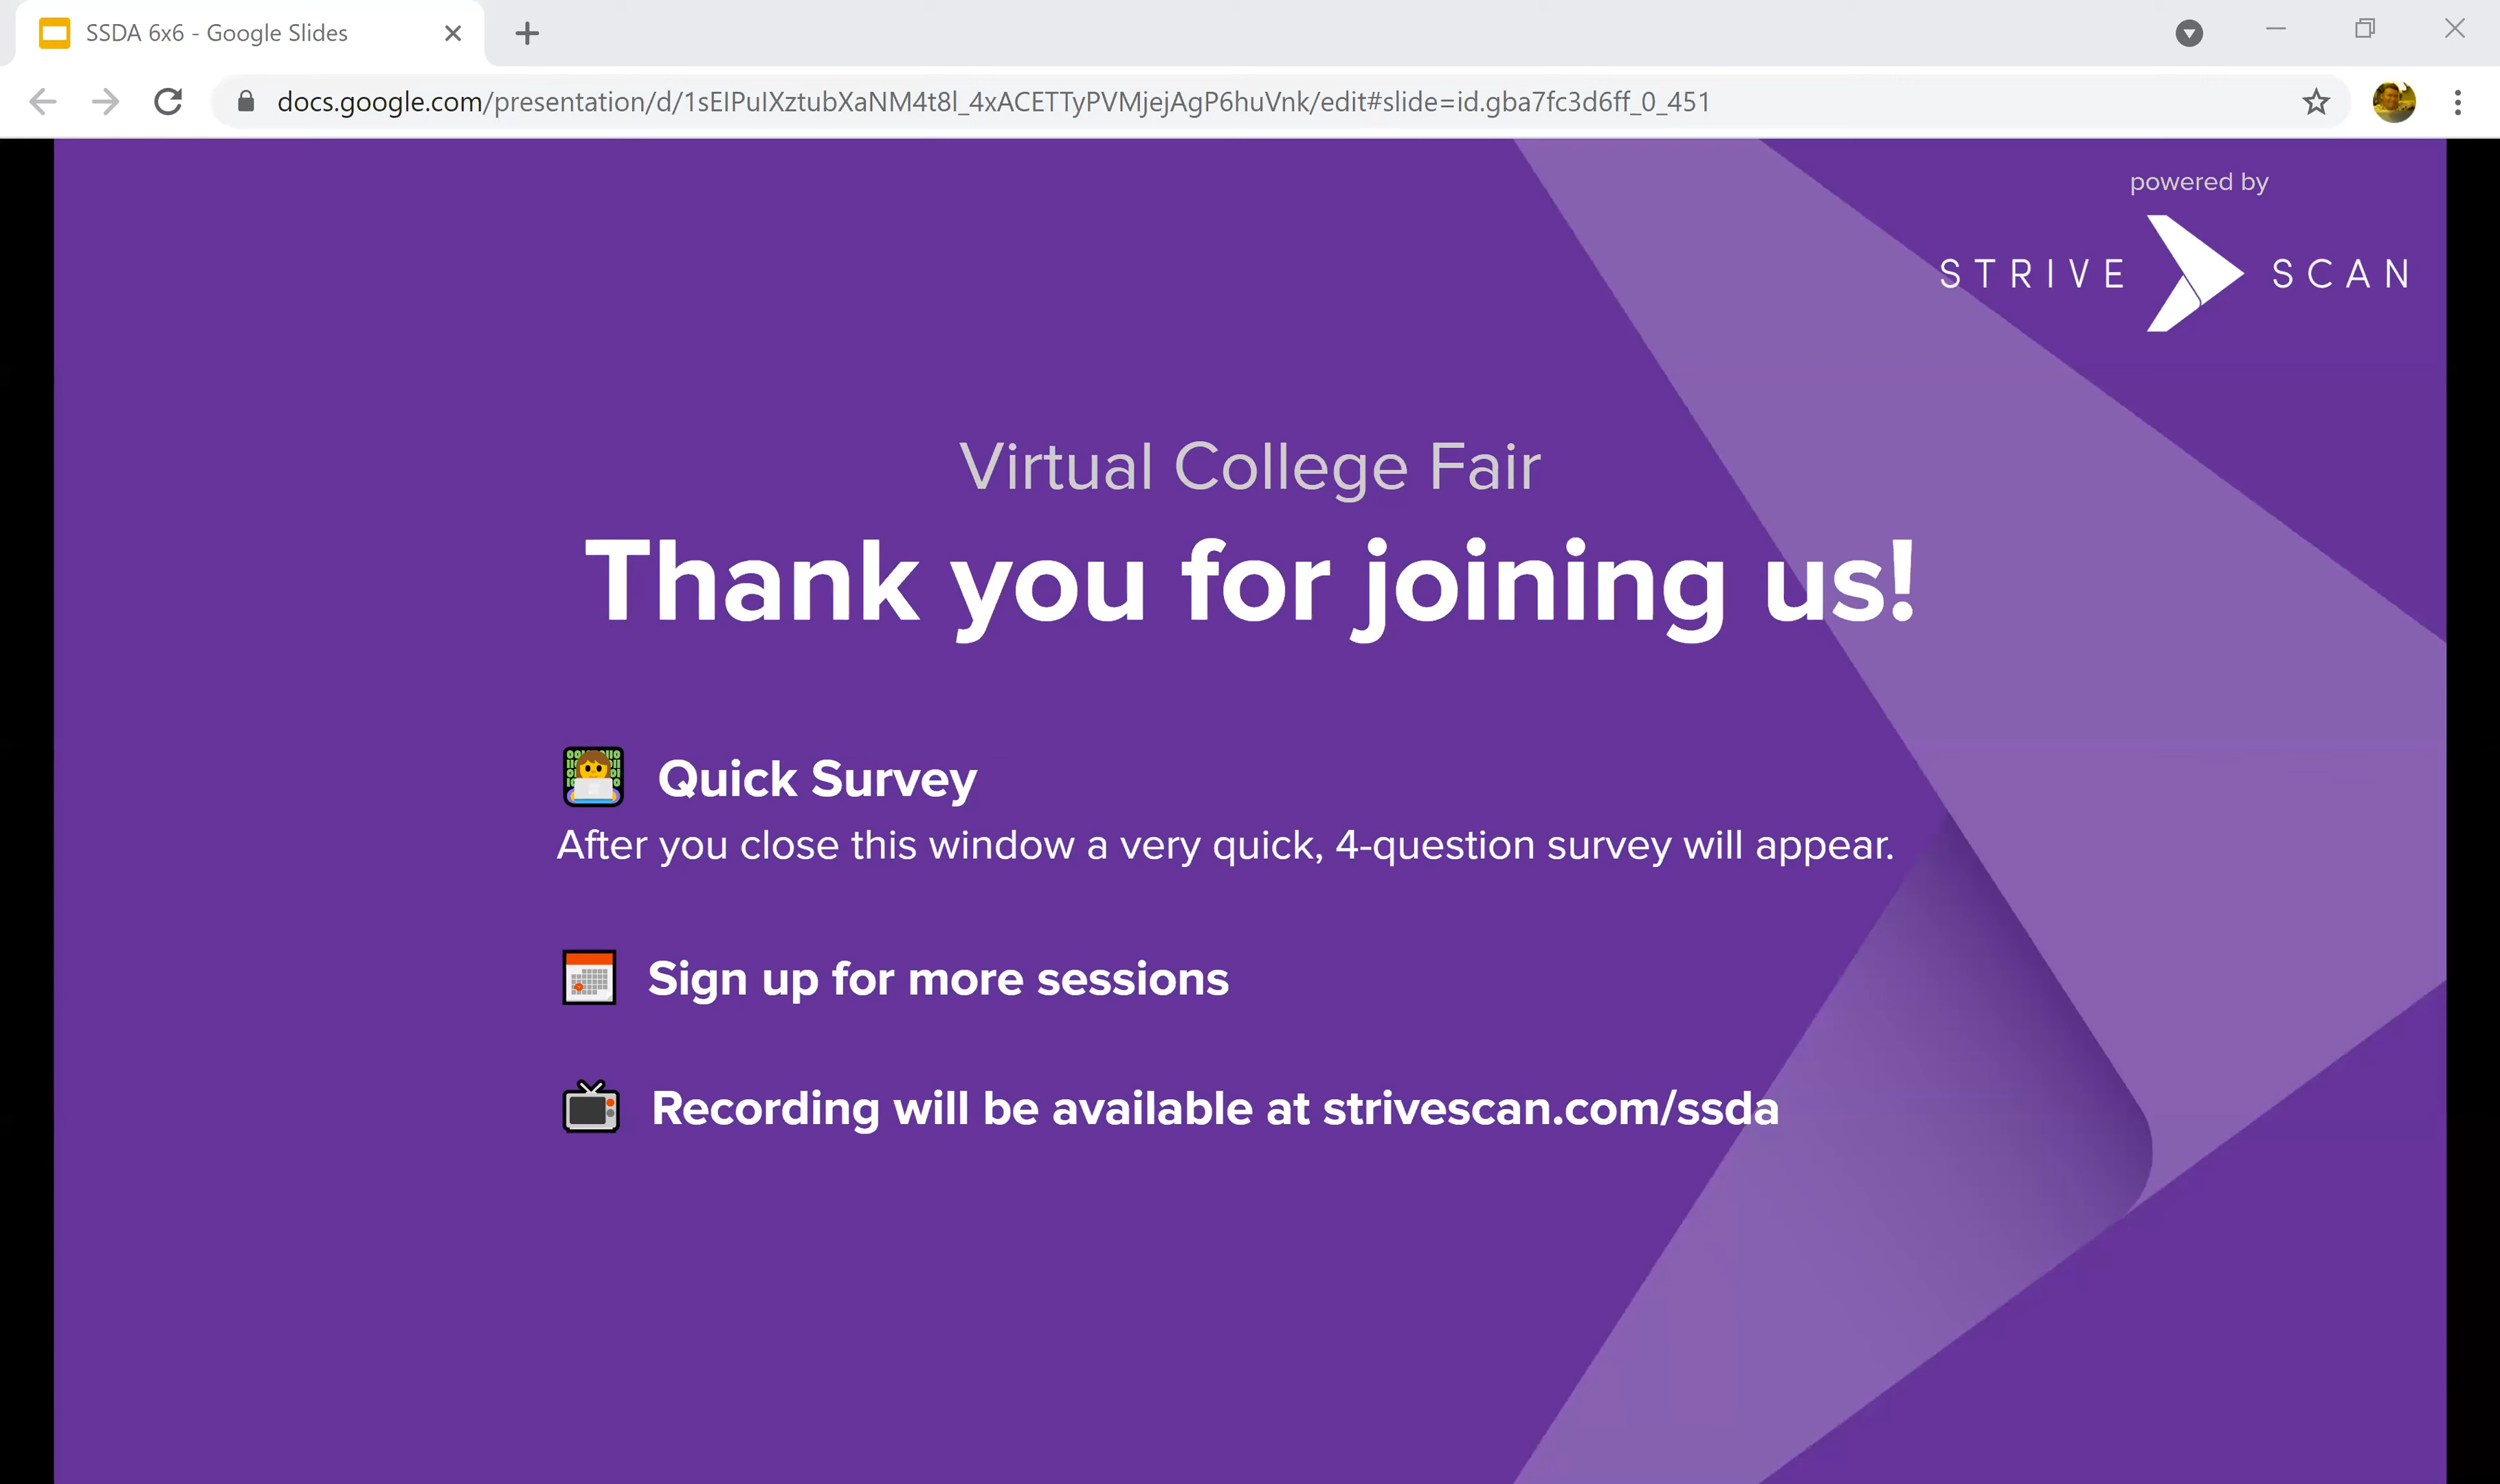 SSDA 6x6 - Google Slides
docs.google.com/presentation/d/1sEIPuIXztubXaNM4t8l_4xACETTyPVMjejAgP6huVnk/edit#slide=id.gba7fc3d6ff_0_451
powered by
STRIVE SCAN
Virtual College Fair
Thank you for joining us!
Quick Survey
After you close this window a very quick, 4-question survey will appear.
Sign up for more sessions
Recording will be available at strivescan.com/ssda